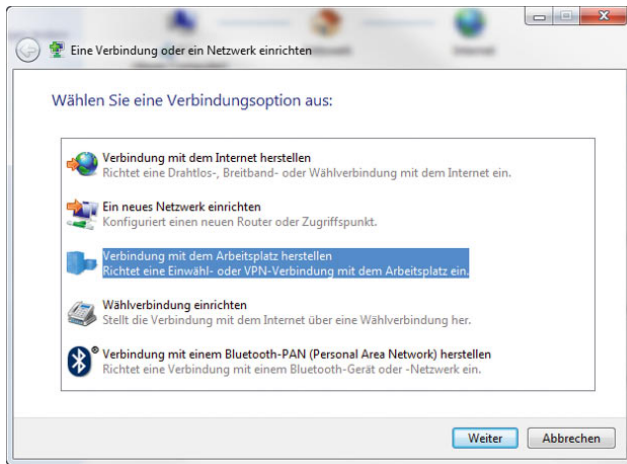 Eine Verbindung oder ein Netzwerk einrichten
Wählen Sie eine Verbindungsoption aus:
Verbindung mit dem Internet herstellen
Richtet eine Drahtlos-, Breitband- oder Wählverbindung mit dem Internet ein.
Ein neues Netzwerk einrichten
Konfiguriert einen neuen Router oder Zugriffspunkt.
Verbindung mit dem Arbeitsplatz herstellen
Richtet eine Einwähl- oder VPN-Verbindung mit dem Arbeitsplatz ein.
Wählverbindung einrichten
Stellt die Verbindung mit dem Internet über eine Wählverbindung her.
Verbindung mit einem Bluetooth-PAN (Personal Area Network) herstellen
Richtet eine Verbindung mit einem Bluetooth-Gerät oder -Netzwerk ein.
Weiter Abbrechen